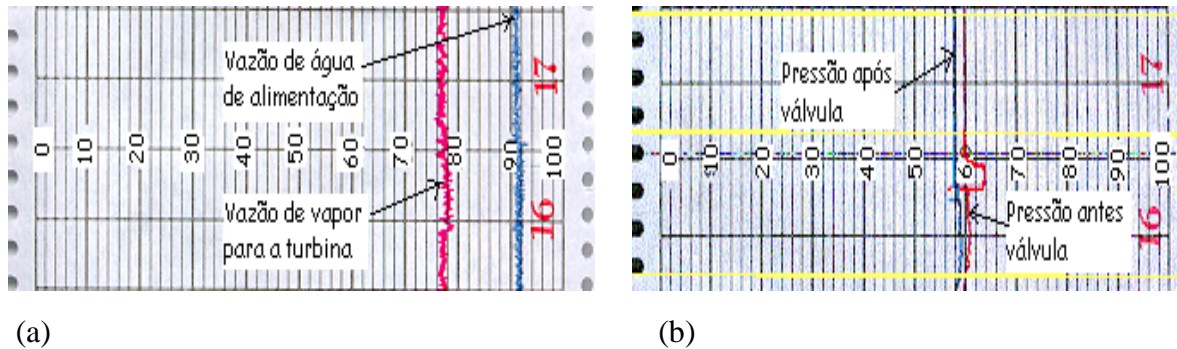 Vazão de água
de alimentação
17
0 10 20 30 40 50 60 70 80 90 100
Vazão de vapor
para a turbina
16
(a)
Pressão após
válvula
17
0 10 20 30 40 50 60 70 80 90 100
Pressão antes
válvula
16
(b)